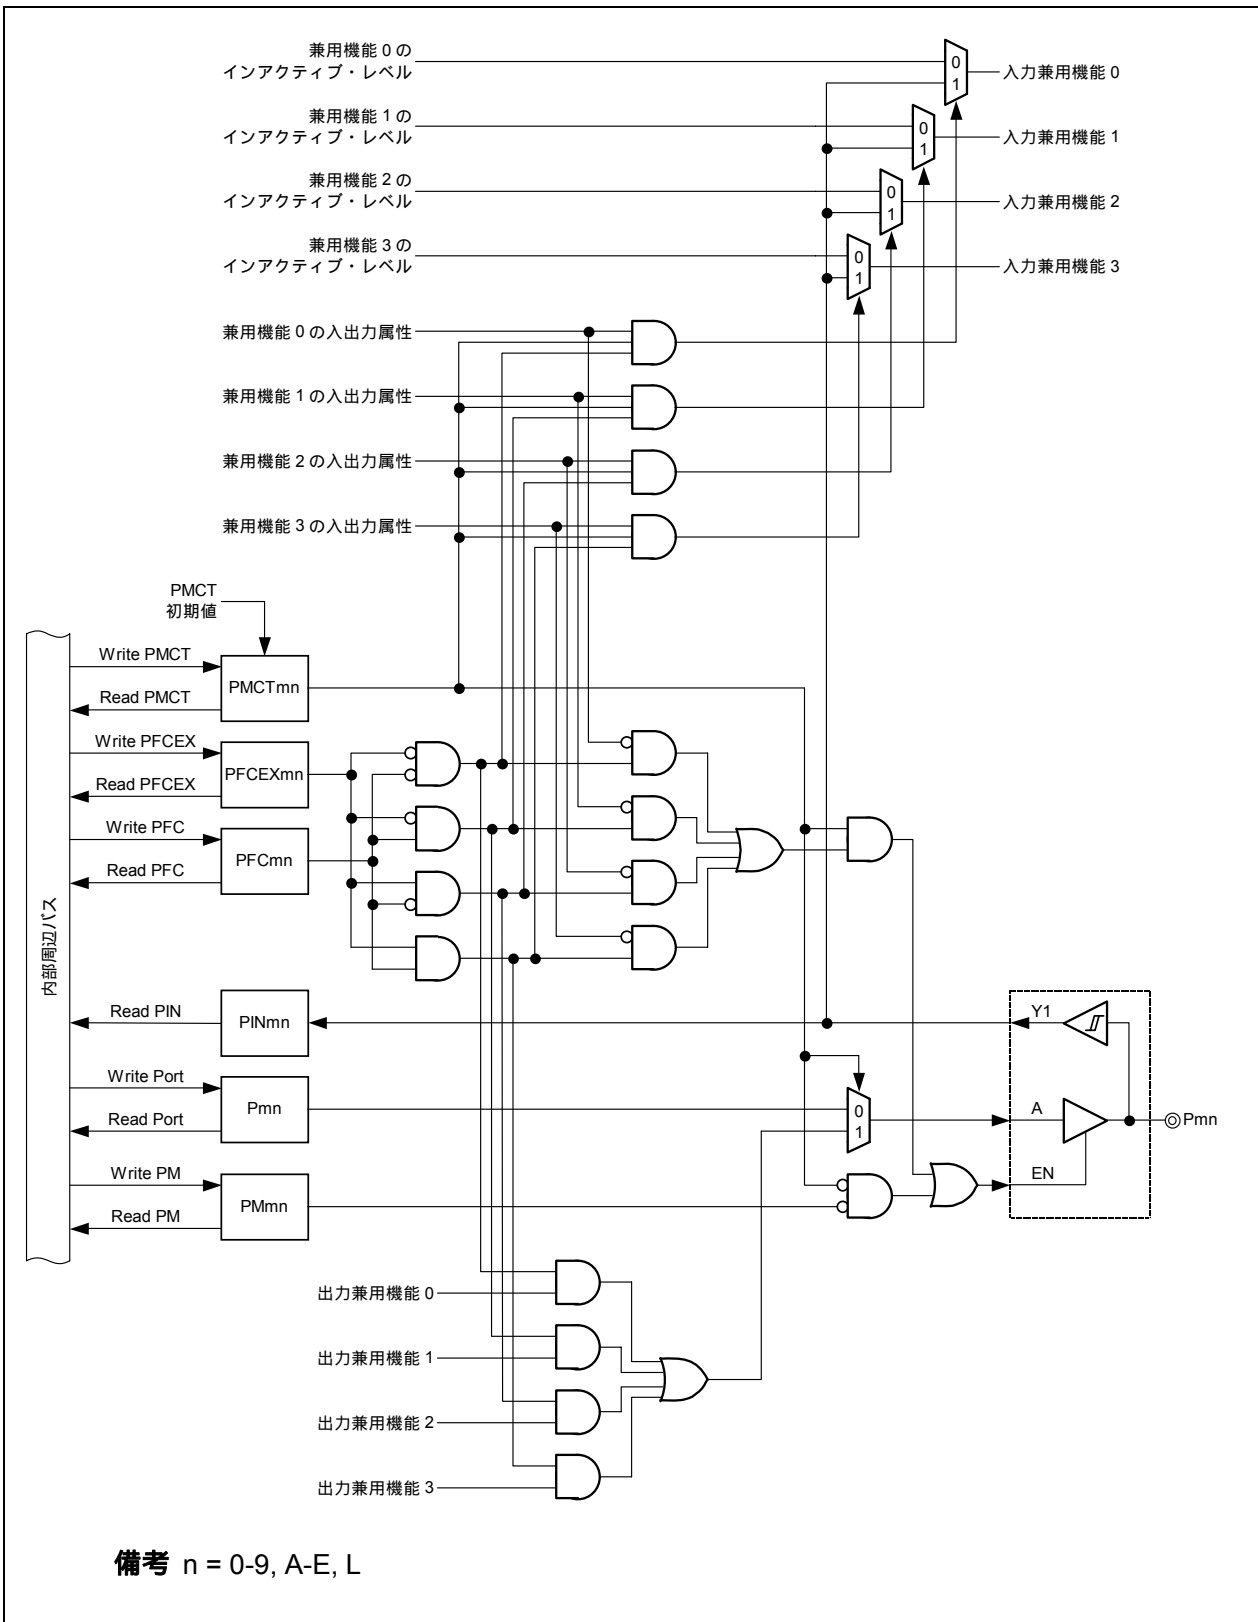 兼用機能 0 の
インアクティブ・レベル
0
1
入力兼用機能 0
兼用機能 1 の
インアクティブ・レベル
0
1
入力兼用機能 1
兼用機能 2 の
インアクティブ・レベル
0
1
入力兼用機能 2
兼用機能 3 の
インアクティブ・レベル
0
1
入力兼用機能 3
兼用機能 0 の入出力属性
兼用機能 1 の入出力属性
兼用機能 2 の入出力属性
兼用機能 3 の入出力属性
PMCT
初期値
内部周辺バス
Write PMCT
Read PMCT
PMCTmn
Write PFCEX
Read PFCEX
PFCEXmn
Write PFC
Read PFC
PFCmn
Read PIN
PINmn
Y1
Write Port
Read Port
Pmn
0
1
A
Pmn
Write PM
Read PM
PMmn
EN
出力兼用機能 0
出力兼用機能 1
出力兼用機能 2
出力兼用機能 3
備考 n = 0-9, A-E, L